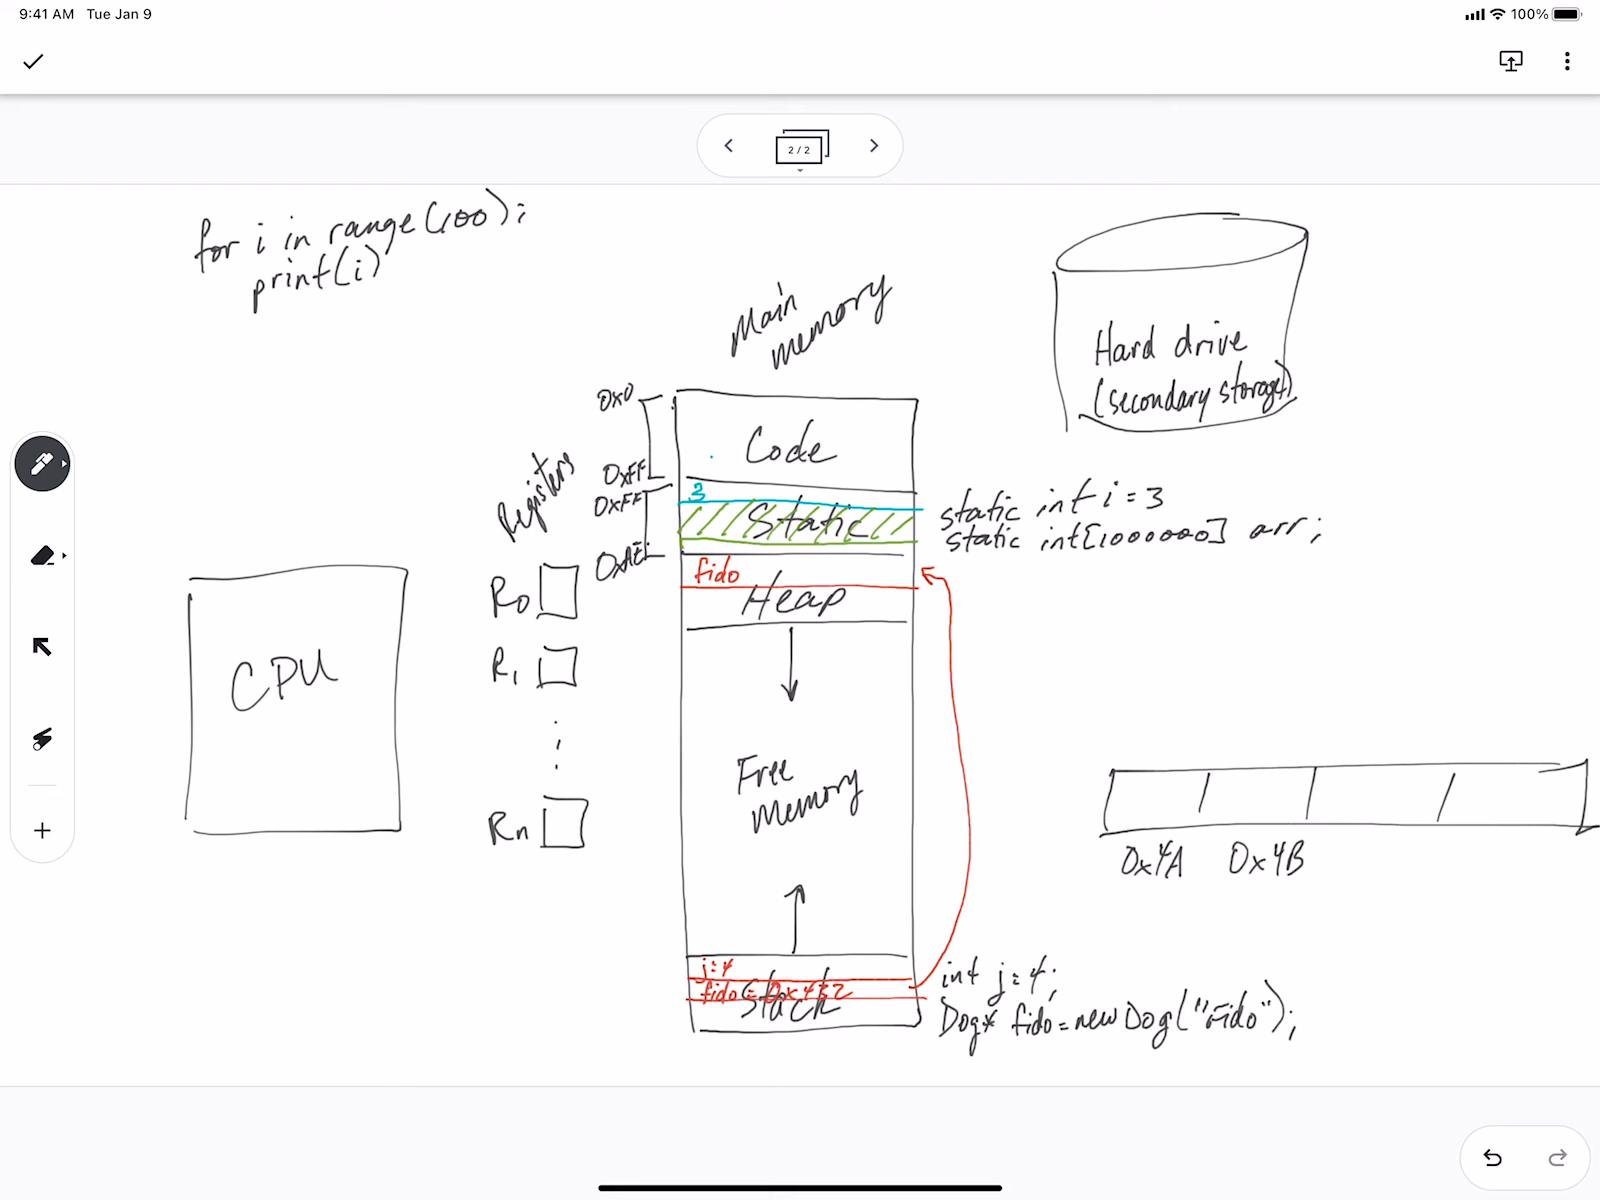 9:41 AM Tue Jan 9
100%
2 / 2
for i in range(100):
print(i)
Main
memory
Hard drive
(secondary storage)
0x0
Code
0xFF
Registers
3
0xFF
Static
static int i = 3
static int[1000000] arr;
0xAE
fido
Heap
R0
R1
Rn
CPU
Free
memory
0x4A 0x4B
j=4
fido = 0x432
Stack
int j=4;
Dog* fido = new Dog("Fido");